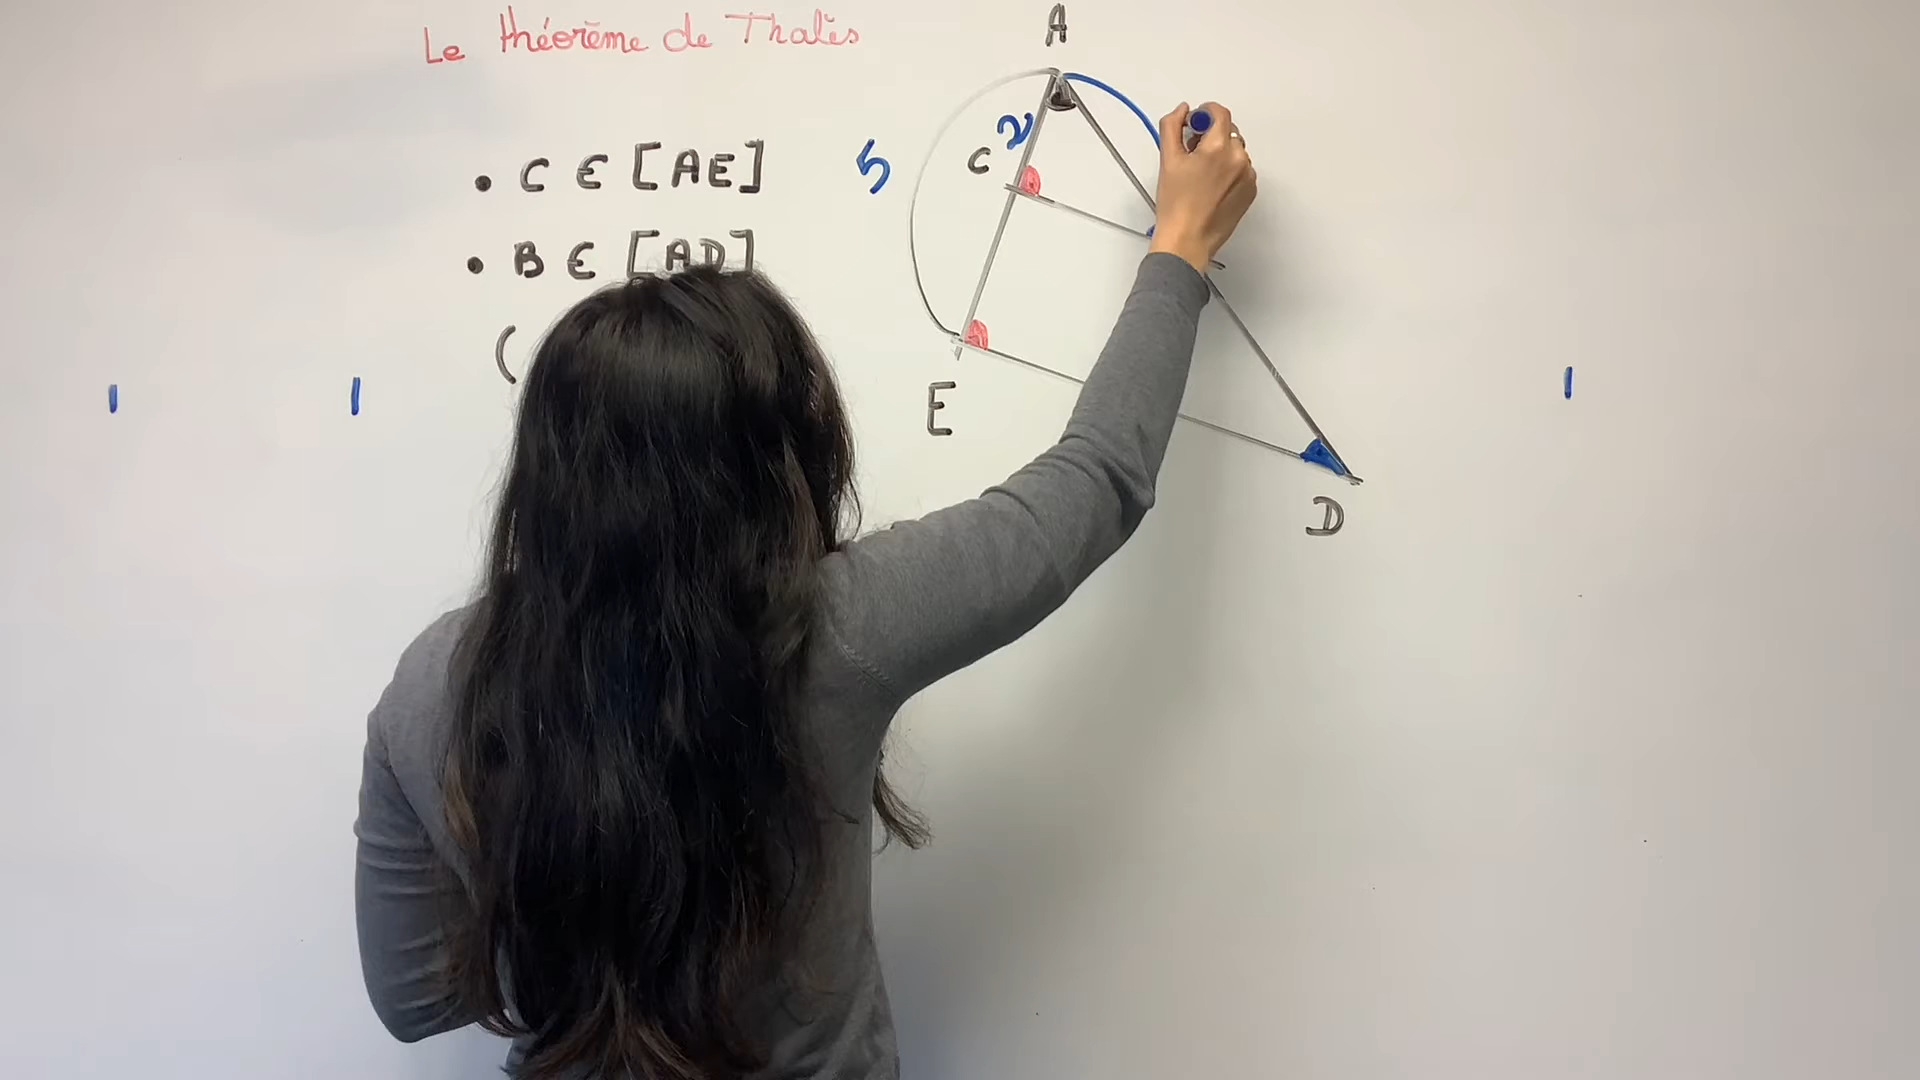 Le théorème de Thalès
• C ∈ [AE]
• B ∈ [AD]
(
A
2
5
C
E
D